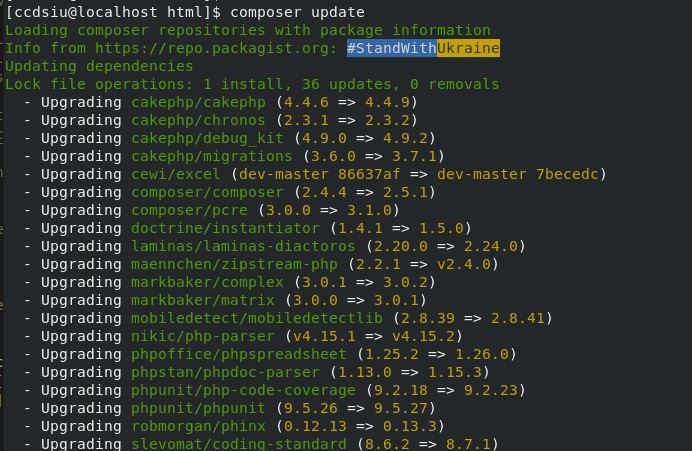 [ccdsiu@localhost html]$ composer update
Loading composer repositories with package information
Info from https://repo.packagist.org: #StandWithUkraine
Updating dependencies
Lock file operations: 1 install, 36 updates, 0 removals
- Upgrading cakephp/cakephp (4.4.6 => 4.4.9)
- Upgrading cakephp/chronos (2.3.1 => 2.3.2)
- Upgrading cakephp/debug_kit (4.9.0 => 4.9.2)
- Upgrading cakephp/migrations (3.6.0 => 3.7.1)
- Upgrading cewi/excel (dev-master 86637af => dev-master 7becedc)
- Upgrading composer/composer (2.4.4 => 2.5.1)
- Upgrading composer/pcre (3.0.0 => 3.1.0)
- Upgrading doctrine/instantiator (1.4.1 => 1.5.0)
- Upgrading laminas/laminas-diactoros (2.20.0 => 2.24.0)
- Upgrading maennchen/zipstream-php (2.2.1 => v2.4.0)
- Upgrading markbaker/complex (3.0.1 => 3.0.2)
- Upgrading markbaker/matrix (3.0.0 => 3.0.1)
- Upgrading mobiledetect/mobiledetectlib (2.8.39 => 2.8.41)
- Upgrading nikic/php-parser (v4.15.1 => v4.15.2)
- Upgrading phpoffice/phpspreadsheet (1.25.2 => 1.26.0)
- Upgrading phpstan/phpdoc-parser (1.13.0 => 1.15.3)
- Upgrading phpunit/php-code-coverage (9.2.18 => 9.2.23)
- Upgrading phpunit/phpunit (9.5.26 => 9.5.27)
- Upgrading robmorgan/phinx (0.12.13 => 0.13.3)
- Upgrading slevomat/coding-standard (8.6.2 => 8.7.1)